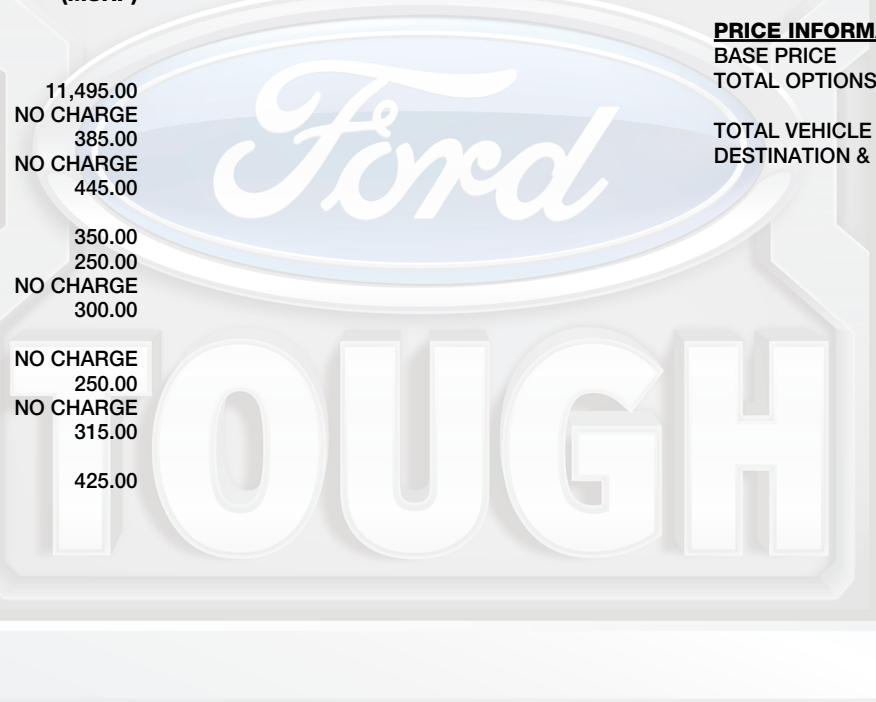 (MSRP)
11,495.00
NO CHARGE
385.00
NO CHARGE
445.00
350.00
250.00
NO CHARGE
300.00
NO CHARGE
250.00
NO CHARGE
315.00
425.00
PRICE INFORM
BASE PRICE
TOTAL OPTIONS
TOTAL VEHICLE
DESTINATION &
Ford
TOUGH